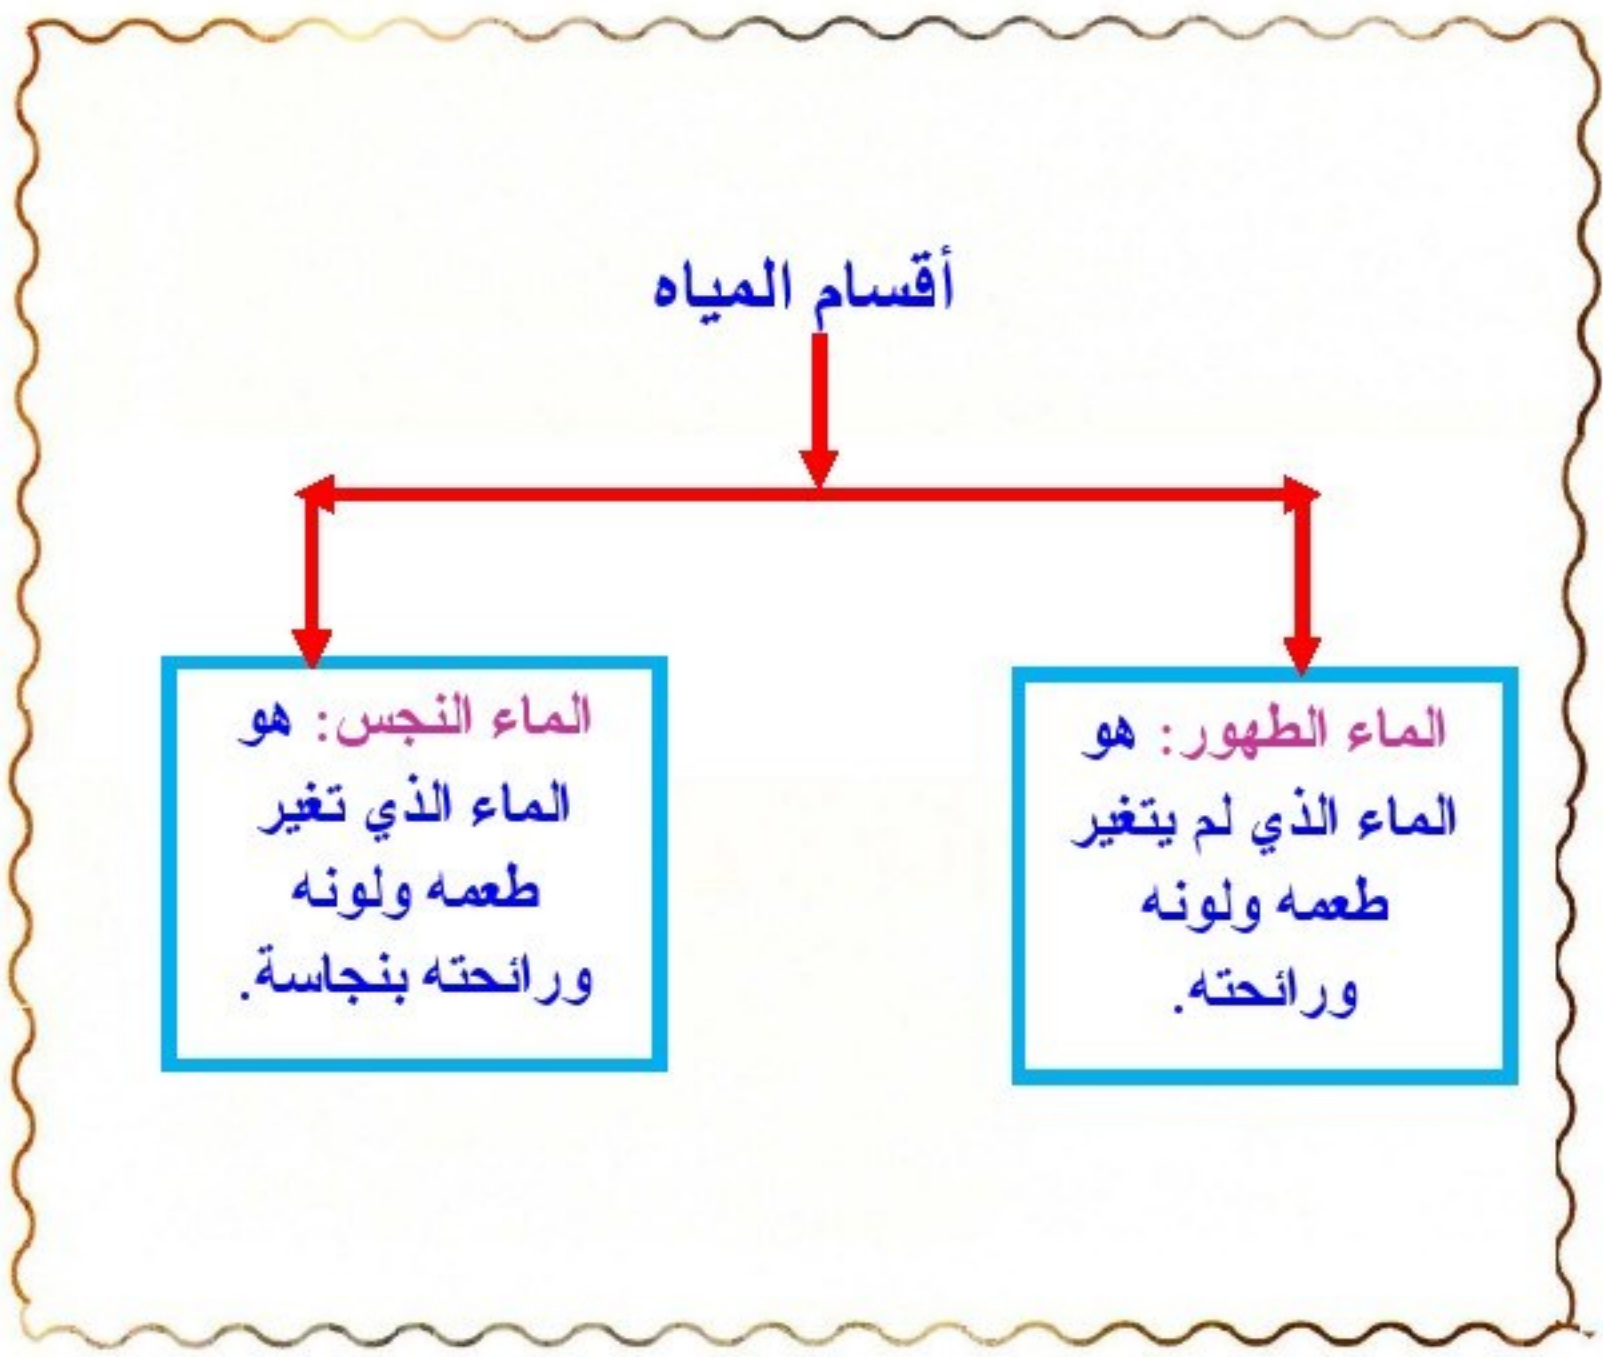 أقسام المياه
الماء الطهور: هو
الماء الذي لم يتغير
طعمه ولونه
ورائحته.
الماء النجس: هو
الماء الذي تغير
طعمه ولونه
ورائحته بنجاسة.